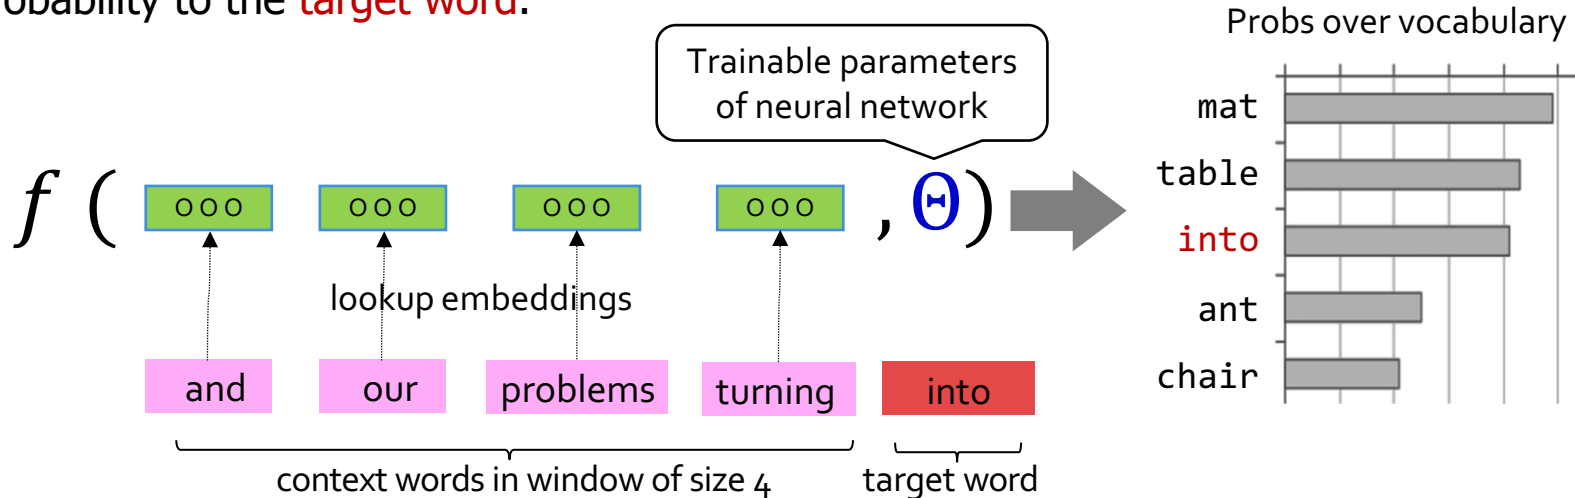 obability to the target word.
Probs over vocabulary
Trainable parameters
of neural network
f ( ooo ooo ooo ooo , Θ)
lookup embeddings
and our problems turning into
context words in window of size 4
target word
mat
table
into
ant
chair